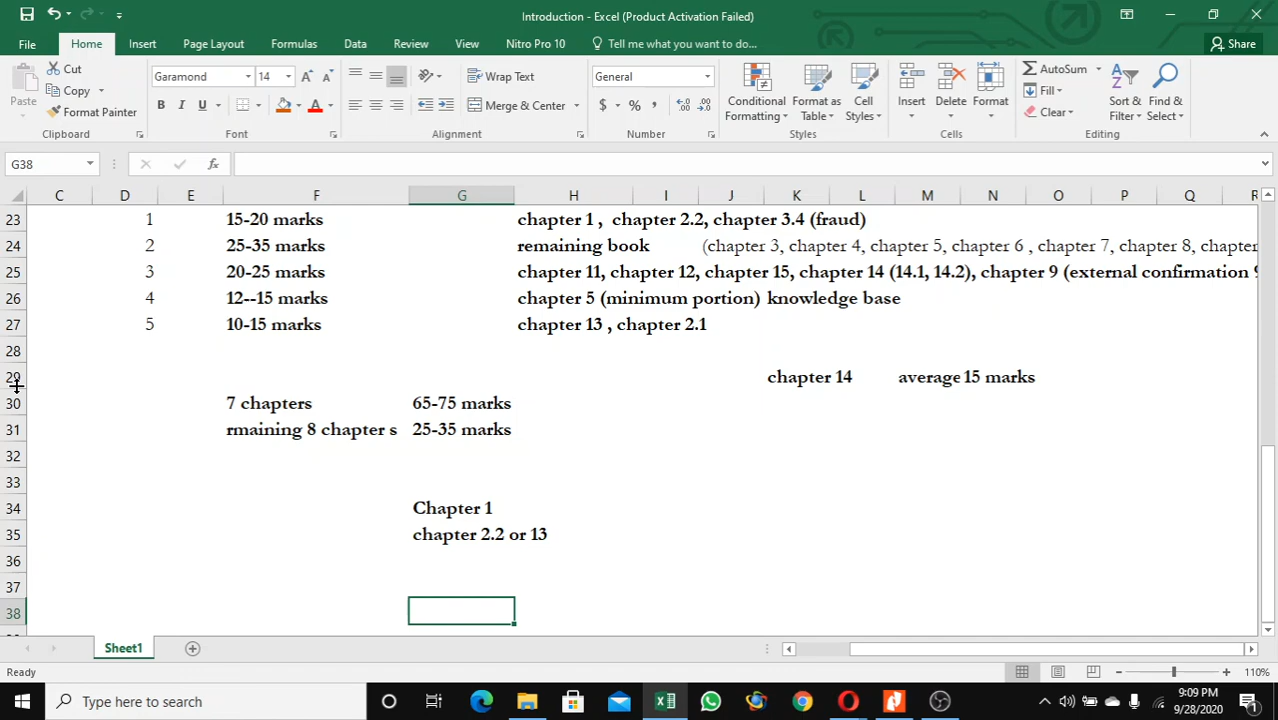 Introduction - Excel (Product Activation Failed)
File Home Insert Page Layout Formulas Data Review View Nitro Pro 10 Tell me what you want to do... Share
Paste Cut Copy Format Painter
Garamond 14 A A B I U A
Wrap Text Merge & Center
General $ % , .0 .00 .00 .0
Conditional Formatting Format as Table Cell Styles
Insert Delete Format
AutoSum Fill Clear Sort & Filter Find & Select
Clipboard Font Alignment Number Styles Cells Editing
G38 fx
C D E F G H I J K L M N O P Q R
23 1 15-20 marks chapter 1 , chapter 2.2, chapter 3.4 (fraud)
24 2 25-35 marks remaining book (chapter 3, chapter 4, chapter 5, chapter 6 , chapter 7, chapter 8, chapter
25 3 20-25 marks chapter 11, chapter 12, chapter 15, chapter 14 (14.1, 14.2), chapter 9 (external confirmation 9
26 4 12--15 marks chapter 5 (minimum portion) knowledge base
27 5 10-15 marks chapter 13 , chapter 2.1
28
29 chapter 14 average 15 marks
30 7 chapters 65-75 marks
31 rmaining 8 chapter s 25-35 marks
32
33
34 Chapter 1
35 chapter 2.2 or 13
36
37
38
Sheet1
Ready 110%
Type here to search 9:09 PM
9/28/2020 1